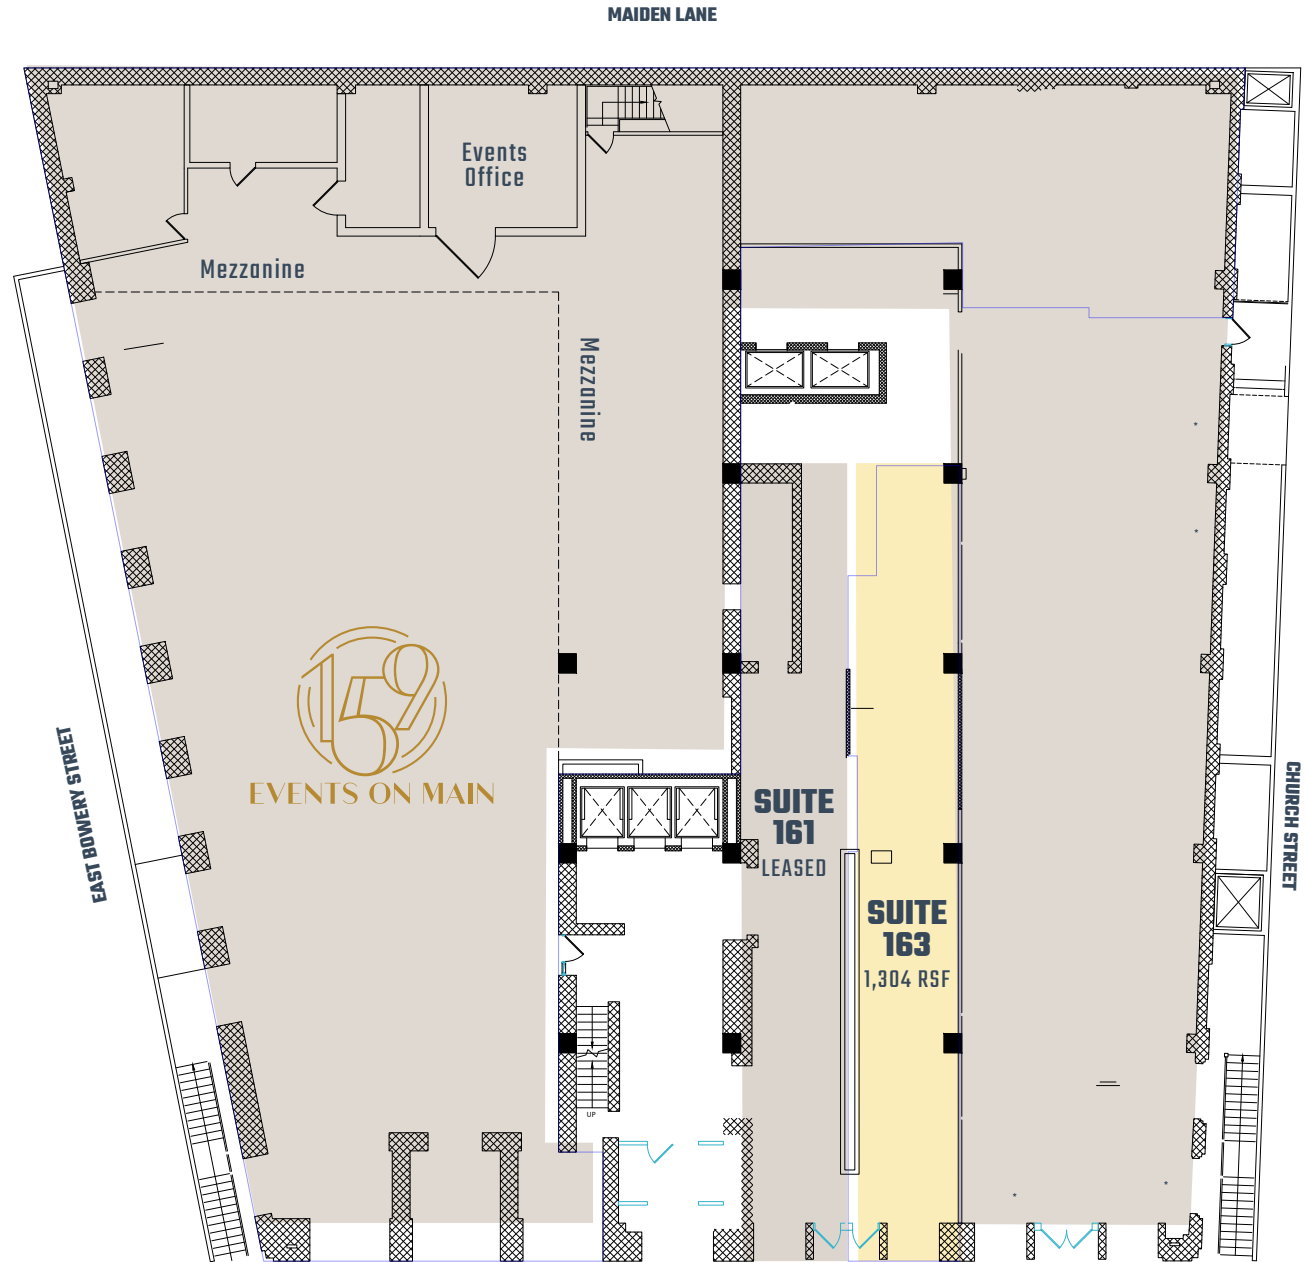 MAIDEN LANE
Events
Office
Mezzanine
Mezzanine
159
EVENTS ON MAIN
EAST BOWERY STREET
CHURCH STREET
SUITE
161
LEASED
SUITE
163
1,304 RSF
UP